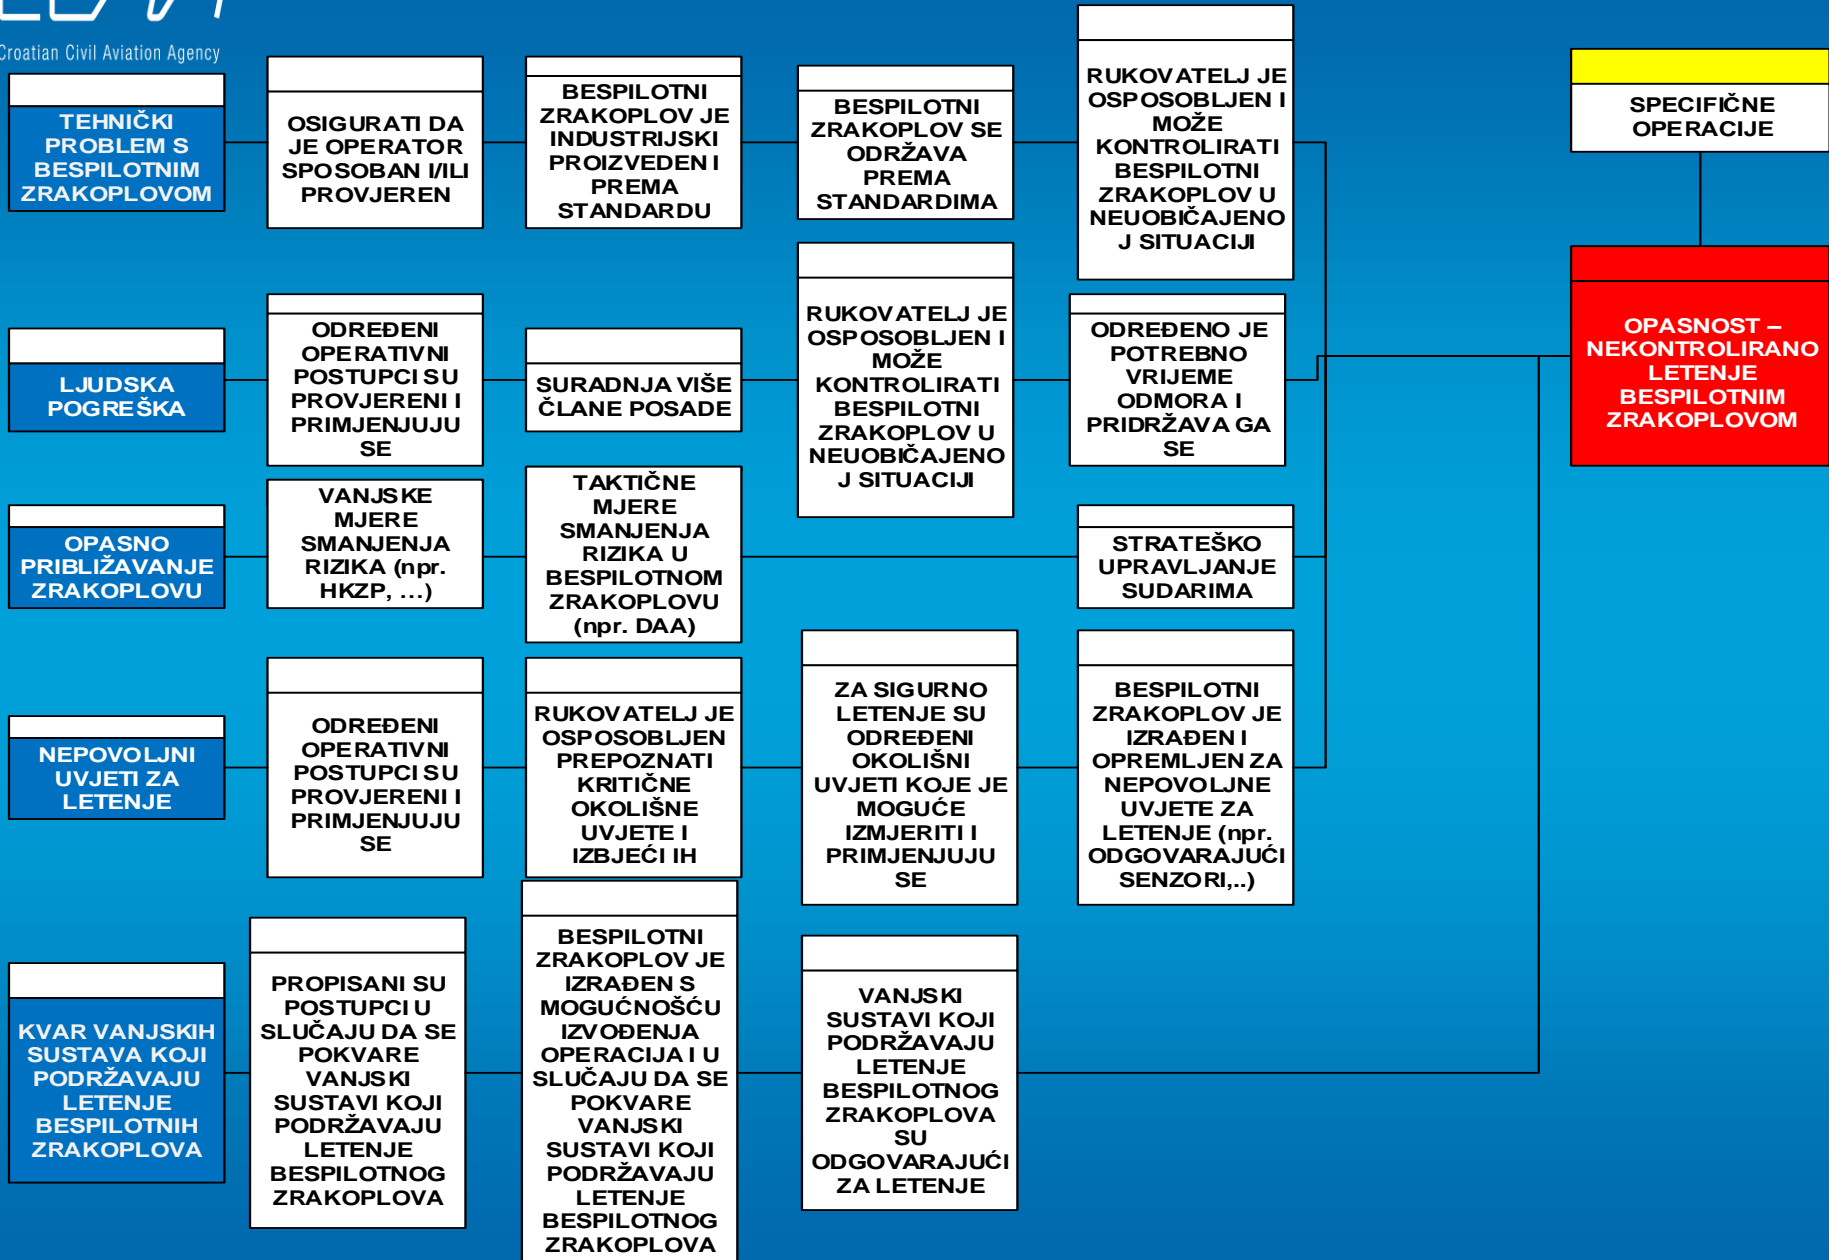 Croatian Civil Aviation Agency
TEHNIČKI
PROBLEM S
BESPILOTNIM
ZRAKOPLOVOM
OSIGURATI DA
JE OPERATOR
SPOSOBAN I/ILI
PROVJEREN
BESPILOTNI
ZRAKOPLOV JE
INDUSTRIJSKI
PROIZVEDEN I
PREMA
STANDARDU
BESPILOTNI
ZRAKOPLOV SE
ODRŽAVA
PREMA
STANDARDIMA
RUKOVATELJ JE
OSPOSOBLJEN I
MOŽE
KONTROLIRATI
BESPILOTNI
ZRAKOPLOV U
NEUOBIČAJENO
J SITUACIJI
SPECIFIČNE
OPERACIJE
OPASNOST –
NEKONTROLIRANO
LETENJE
BESPILOTNIM
ZRAKOPLOVOM
LJUDSKA
POGREŠKA
ODREĐENI
OPERATIVNI
POSTUPCI SU
PROVJERENI I
PRIMJENJUJU
SE
SURADNJA VIŠE
ČLANE POSADE
RUKOVATELJ JE
OSPOSOBLJEN I
MOŽE
KONTROLIRATI
BESPILOTNI
ZRAKOPLOV U
NEUOBIČAJENO
J SITUACIJI
ODREĐENO JE
POTREBNO
VRIJEME
ODMORA I
PRIDRŽAVA GA
SE
OPASNO
PRIBLIŽAVANJE
ZRAKOPLOVU
VANJSKE
MJERE
SMANJENJA
RIZIKA (npr.
HKZP, ...)
TAKTIČNE
MJERE
SMANJENJA
RIZIKA U
BESPILOTNOM
ZRAKOPLOVU
(npr. DAA)
STRATEŠKO
UPRAVLJANJE
SUDARIMA
NEPOVOLJNI
UVJETI ZA
LETENJE
ODREĐENI
OPERATIVNI
POSTUPCI SU
PROVJERENI I
PRIMJENJUJU
SE
RUKOVATELJ JE
OSPOSOBLJEN
PREPOZNATI
KRITIČNE
OKOLIŠNE
UVJETE I
IZBJEĆI IH
ZA SIGURNO
LETENJE SU
ODREĐENI
OKOLIŠNI
UVJETI KOJE JE
MOGUĆE
IZMJERITI I
PRIMJENJUJU
SE
BESPILOTNI
ZRAKOPLOV JE
IZRAĐEN I
OPREMLJEN ZA
NEPOVOLJNE
UVJETE ZA
LETENJE (npr.
ODGOVARAJUĆI
SENZORI,..)
KVAR VANJSKIH
SUSTAVA KOJI
PODRŽAVAJU
LETENJE
BESPILOTNIH
ZRAKOPLOVA
PROPISANI SU
POSTUPCI U
SLUČAJU DA SE
POKVARE
VANJSKI
SUSTAVI KOJI
PODRŽAVAJU
LETENJE
BESPILOTNOG
ZRAKOPLOVA
BESPILOTNI
ZRAKOPLOV JE
IZRAĐEN S
MOGUĆNOŠĆU
IZVOĐENJA
OPERACIJA I U
SLUČAJU DA SE
POKVARE
VANJSKI
SUSTAVI KOJI
PODRŽAVAJU
LETENJE
BESPILOTNOG
ZRAKOPLOVA
VANJSKI
SUSTAVI KOJI
PODRŽAVAJU
LETENJE
BESPILOTNOG
ZRAKOPLOVA
SU
ODGOVARAJUĆI
ZA LETENJE